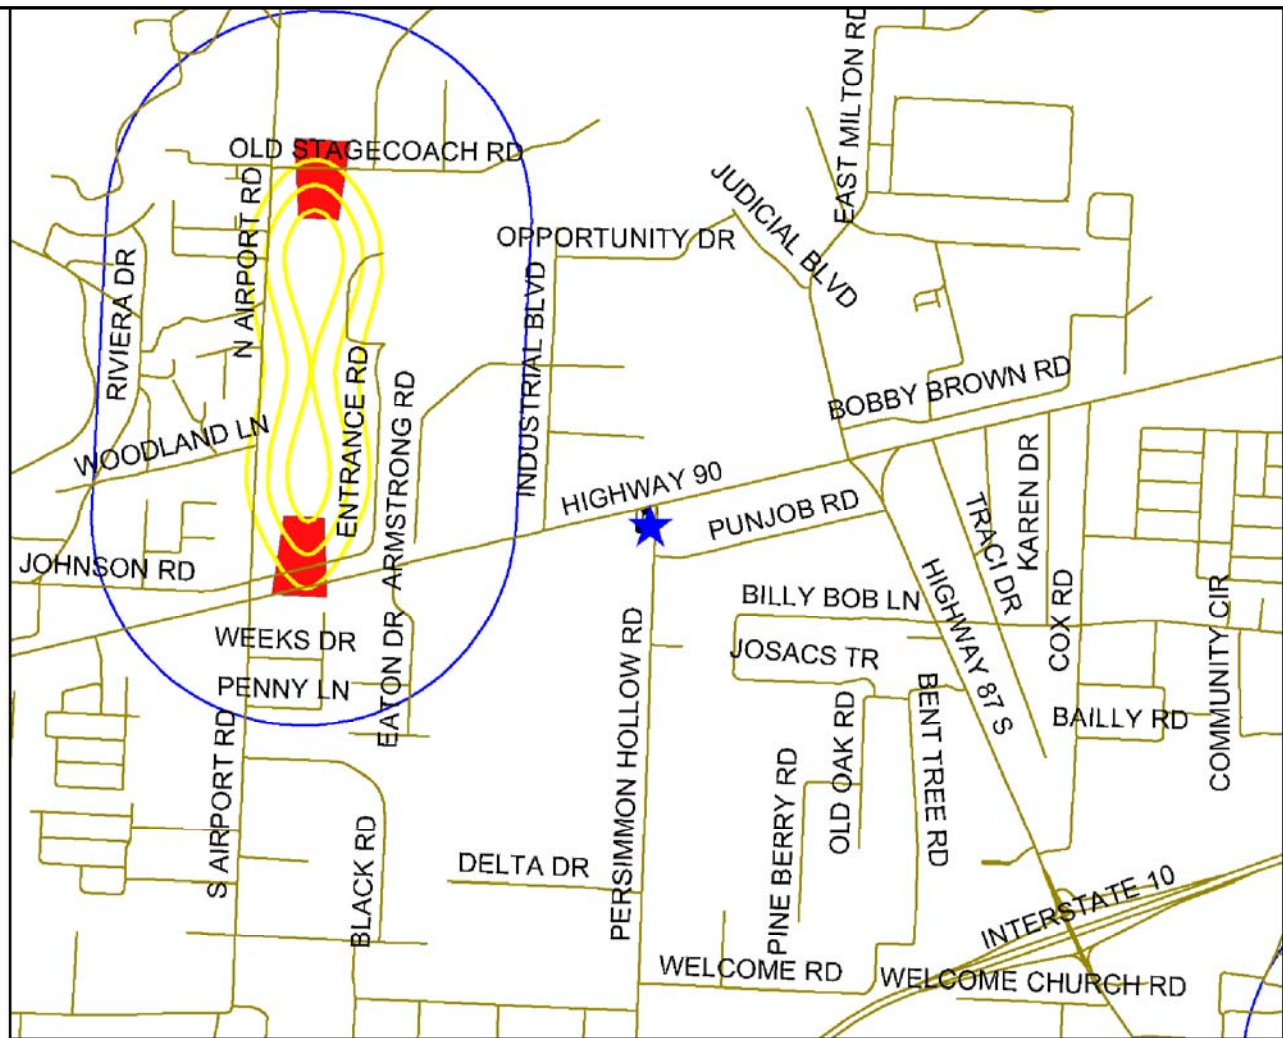 EAST MILTON RD
OLD STAGECOACH RD
JUDICIAL BLVD
N AIRPORT RD
OPPORTUNITY DR
RIVIERA DR
INDUSTRIAL BLVD
ENTRANCE RD
ARMSTRONG RD
BOBBY BROWN RD
WOODLAND LN
HIGHWAY 90
PUNJOB RD
KAREN DR
TRACI DR
JOHNSON RD
HIGHWAY 87 S
BILLY BOB LN
COX RD
COMMUNITY CIR
WEEKS DR
EATON DR
JOSACS TR
PERSIMMON HOLLOW RD
PENNY LN
BENT TREE RD
OLD OAK RD
BAILLY RD
S AIRPORT RD
PINE BERRY RD
BLACK RD
DELTA DR
INTERSTATE 10
WELCOME RD
WELCOME CHURCH RD